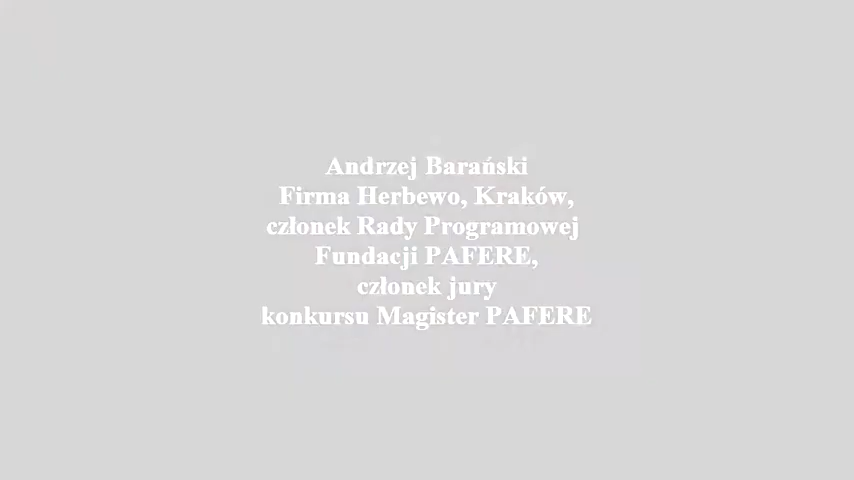 Andrzej Barański
Firma Herbewo, Kraków,
członek Rady Programowej
Fundacji PAFERE,
członek jury
konkursu Magister PAFERE